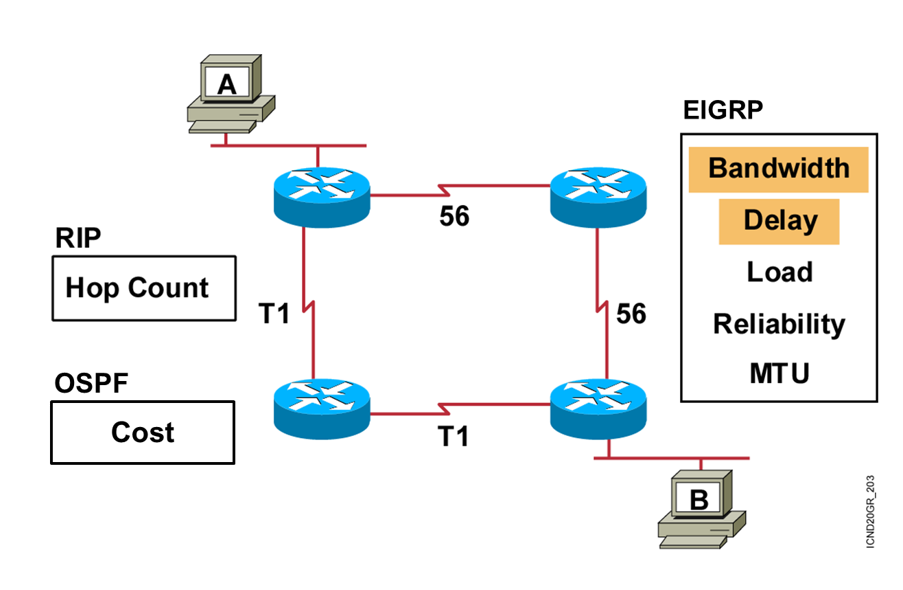 A
EIGRP
Bandwidth
Delay
Load
Reliability
MTU
56
RIP
Hop Count
T1
56
OSPF
Cost
T1
B
ICND20GR_203